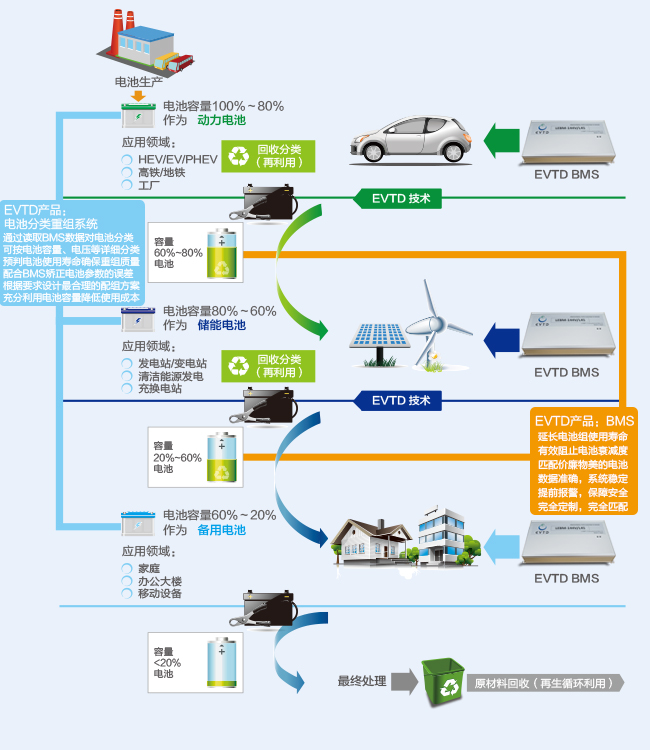 电池生产
电池容量100%~80%
作为 动力电池
应用领域：
HEV/EV/PHEV
高铁/地铁
工厂
回收分类
（再利用）
EVTD
EVTD BMS
EVTD 技术
EVTD产品：
电池分类重组系统
通过读取BMS数据对电池分类
可按电池容量、电压等详细分类
预判电池使用寿命确保重组质量
配合BMS矫正电池参数的误差
根据要求设计最合理的配组方案
充分利用电池容量降低使用成本
容量
60%~80%
电池
电池容量80%~60%
作为 储能电池
应用领域：
发电站/变电站
清洁能源发电
充换电站
回收分类
（再利用）
EVTD
EVTD BMS
EVTD 技术
容量
20%~60%
电池
EVTD产品：BMS
延长电池组使用寿命
有效阻止电池衰减度
匹配价廉物美的电池
数据准确，系统稳定
提前报警，保障安全
完全定制，完全匹配
电池容量60%~20%
作为 备用电池
应用领域：
家庭
办公大楼
移动设备
EVTD
EVTD BMS
容量
<20%
电池
最终处理
原材料回收（再生循环利用）